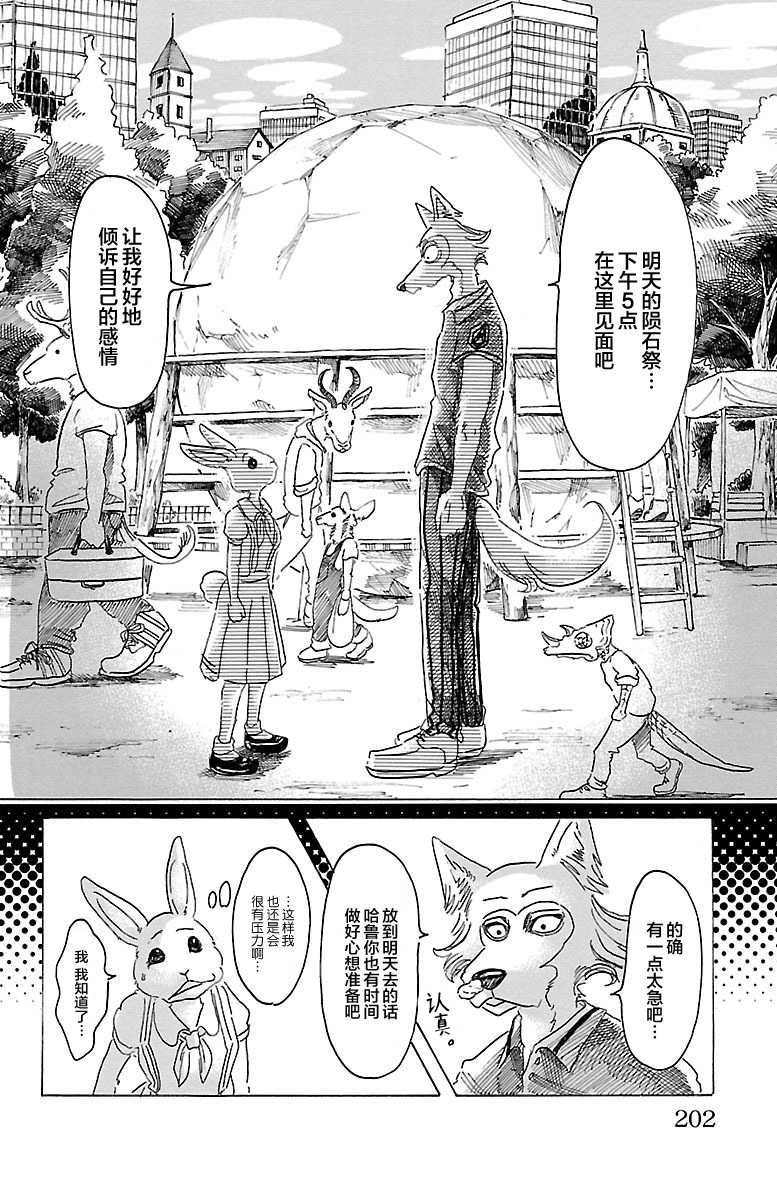 明天的陨石祭…
下午5点
在这里见面吧
让我好好地
倾诉自己的感情
的确
有一点太急吧…
认真。
放到明天去的话
哈鲁你也有时间
做好心想准备吧
…这样我
也还是会
很有压力啊…
我 我知道了…
202